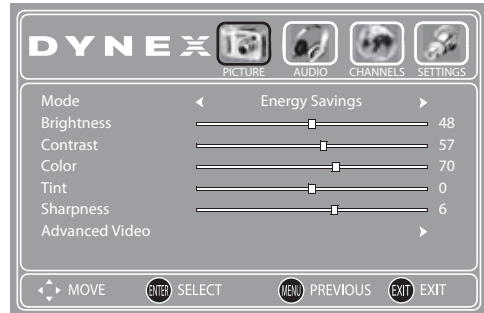 DYNEX
PICTURE AUDIO CHANNELS SETTINGS
Mode Energy Savings
Brightness 48
Contrast 57
Color 70
Tint 0
Sharpness 6
Advanced Video
MOVE ENTER SELECT MENU PREVIOUS EXIT EXIT